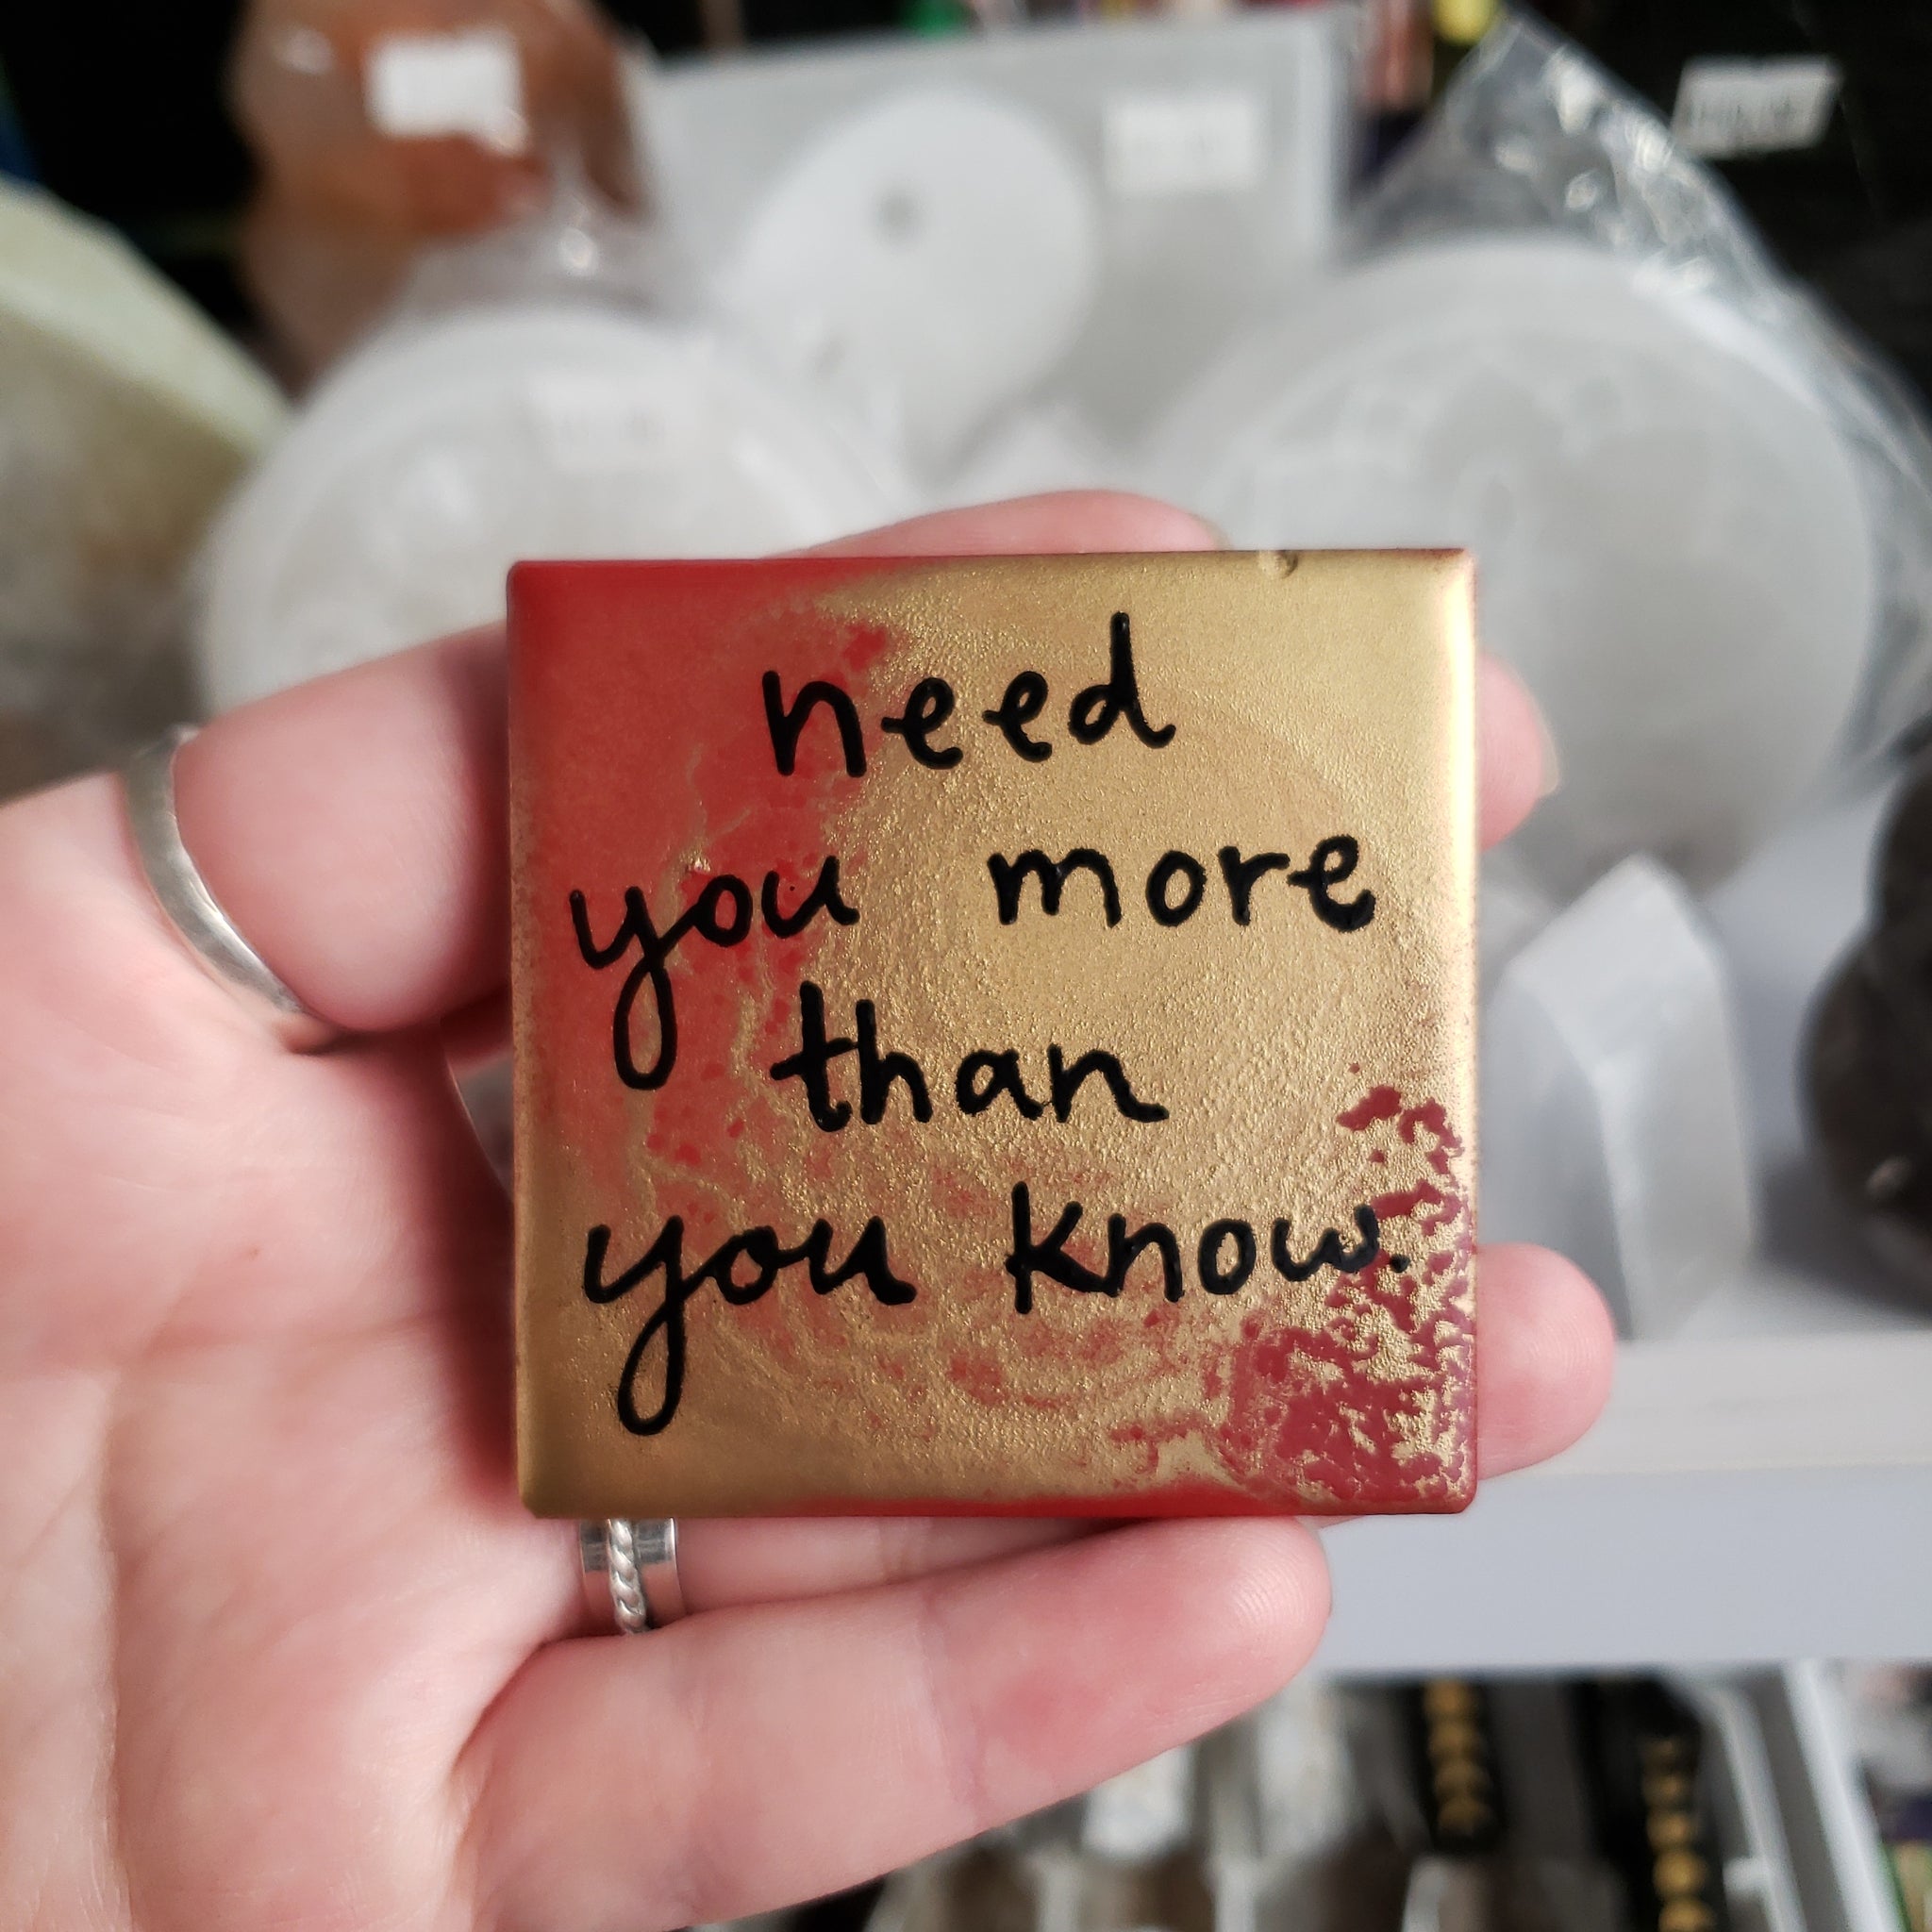 need
you more
than
you know.